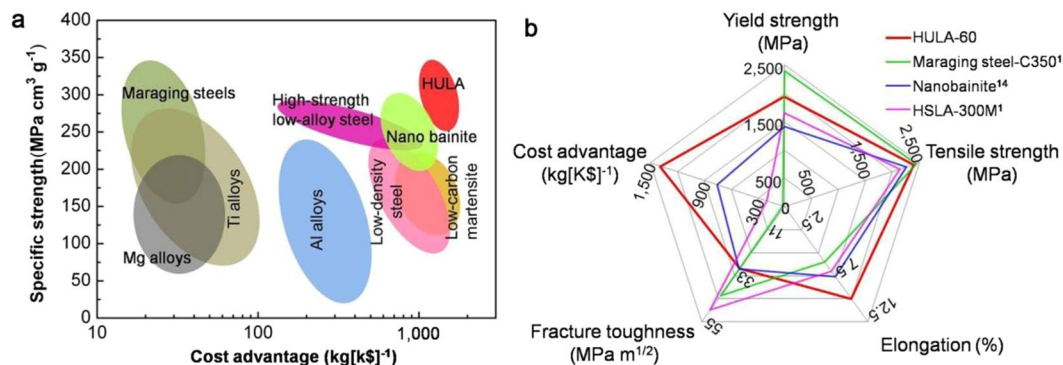 a
Specific strength(MPa cm³ g⁻¹)
400
350
300
250
200
150
100
50
0
10
100
1,000
Cost advantage (kg[k$]⁻¹)
Maraging steels
Ti alloys
Mg alloys
Al alloys
High-strength
low-alloy steel
HULA
Nano bainite
Low-density
steel
Low-carbon
martensite
b
Yield strength
(MPa)
HULA-60
Maraging steel-C350¹
Nanobainite¹⁴
HSLA-300M¹
2,500
1,500
500
Tensile strength
(MPa)
2,500
1,500
500
Cost advantage
(kg[K$]⁻¹)
1,500
900
300
0
2.5
7.5
12.5
Elongation (%)
11
33
55
Fracture toughness
(MPa m¹/²)